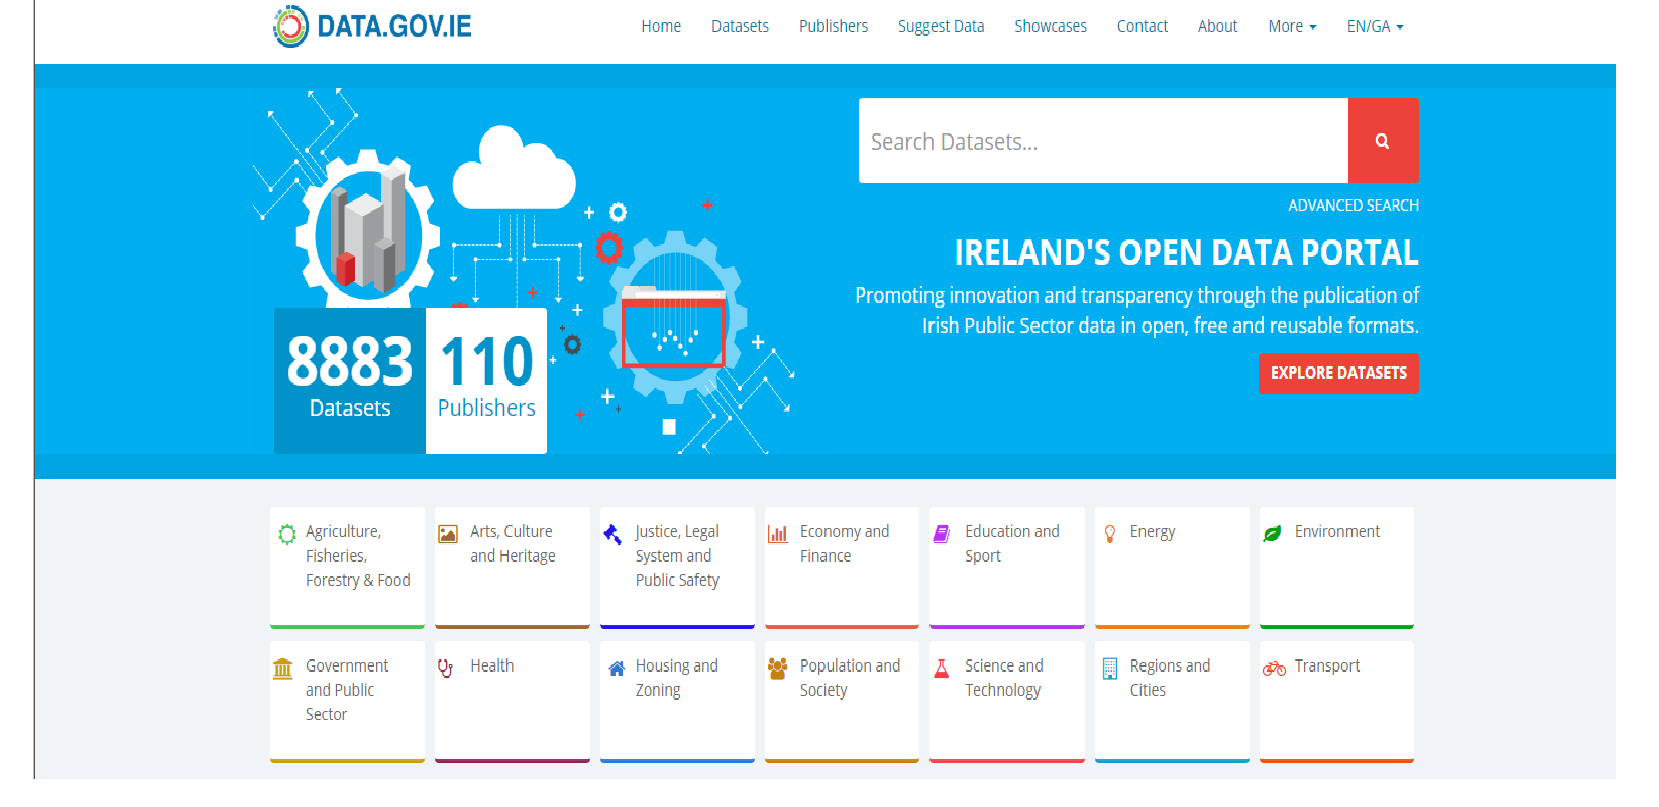 DATA.GOV.IE
Home Datasets Publishers Suggest Data Showcases Contact About More EN/GA
Search Datasets...
ADVANCED SEARCH
IRELAND'S OPEN DATA PORTAL
Promoting innovation and transparency through the publication of
Irish Public Sector data in open, free and reusable formats.
EXPLORE DATASETS
8883
Datasets
110
Publishers
Agriculture,
Fisheries,
Forestry & Food
Arts, Culture
and Heritage
Justice, Legal
System and
Public Safety
Economy and
Finance
Education and
Sport
Energy
Environment
Government
and Public
Sector
Health
Housing and
Zoning
Population and
Society
Science and
Technology
Regions and
Cities
Transport